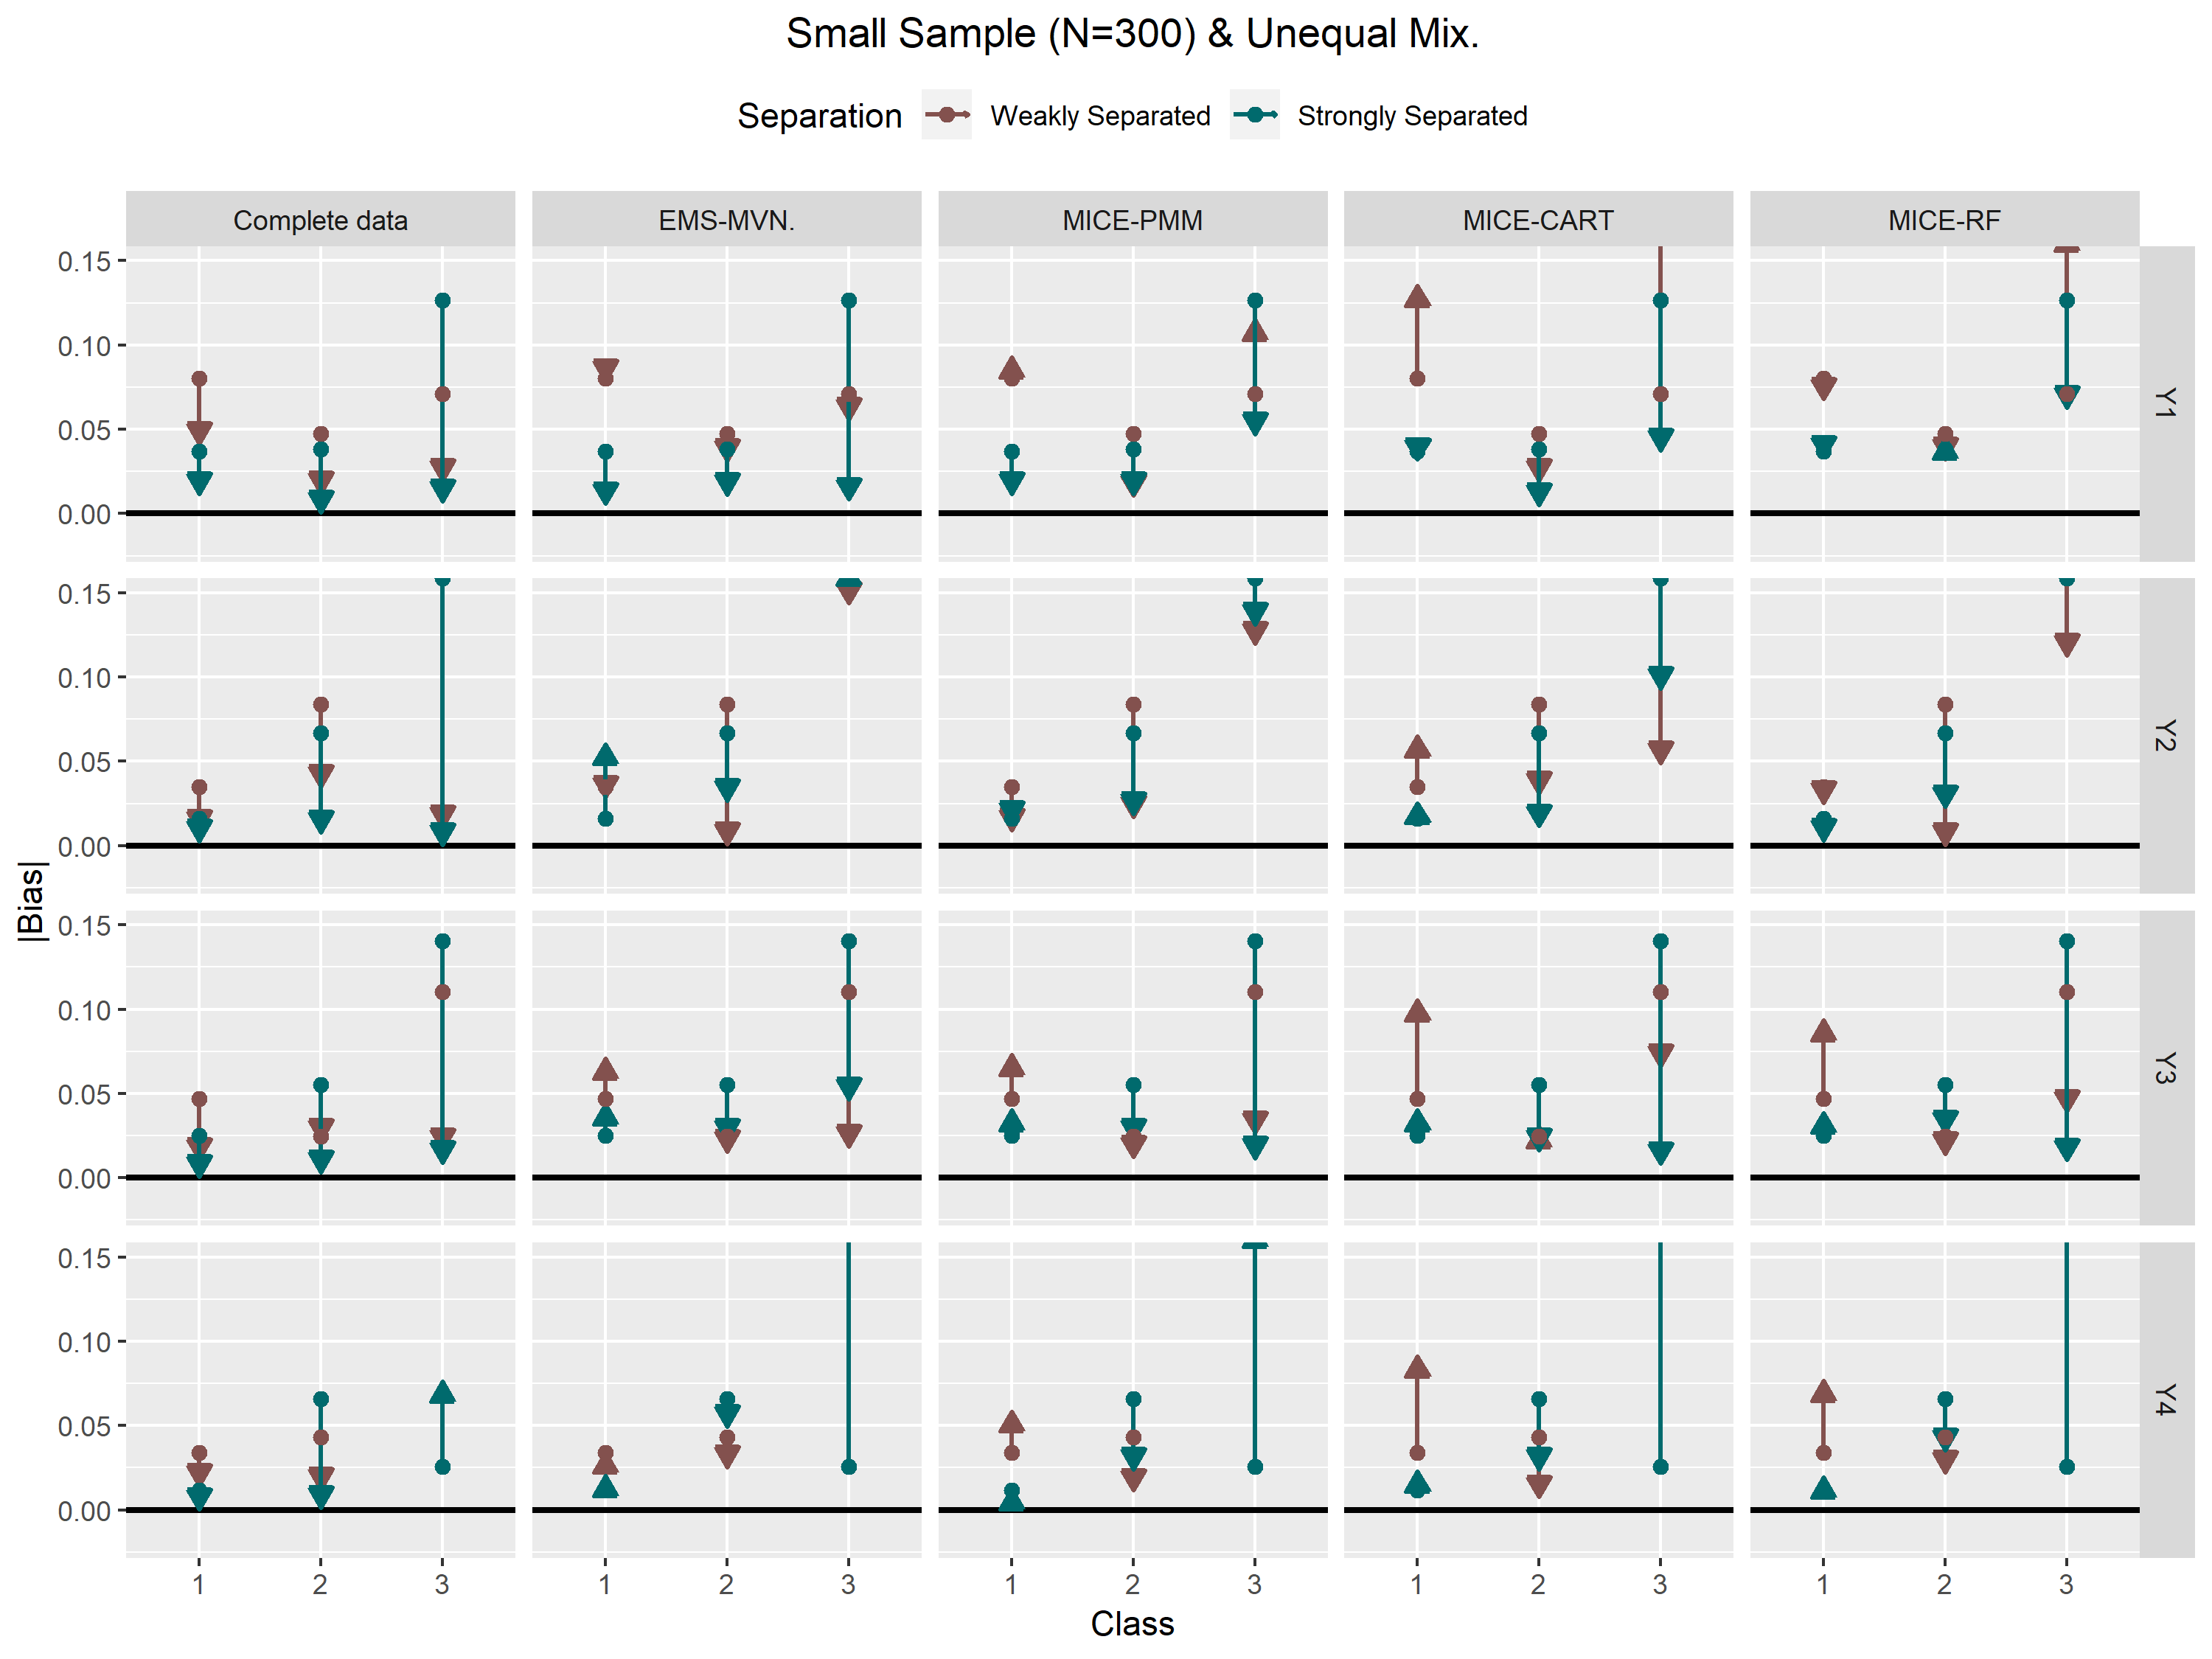 Small Sample (N=300) & Unequal Mix.
Separation Weakly Separated Strongly Separated
Complete data EMS-MVN. MICE-PMM MICE-CART MICE-RF
0.15
0.10
0.05
0.00
Y1
0.15
0.10
0.05
0.00
Y2
|Bias|
0.15
0.10
0.05
0.00
Y3
0.15
0.10
0.05
0.00
Y4
1 2 3 1 2 3 1 2 3 1 2 3 1 2 3
Class